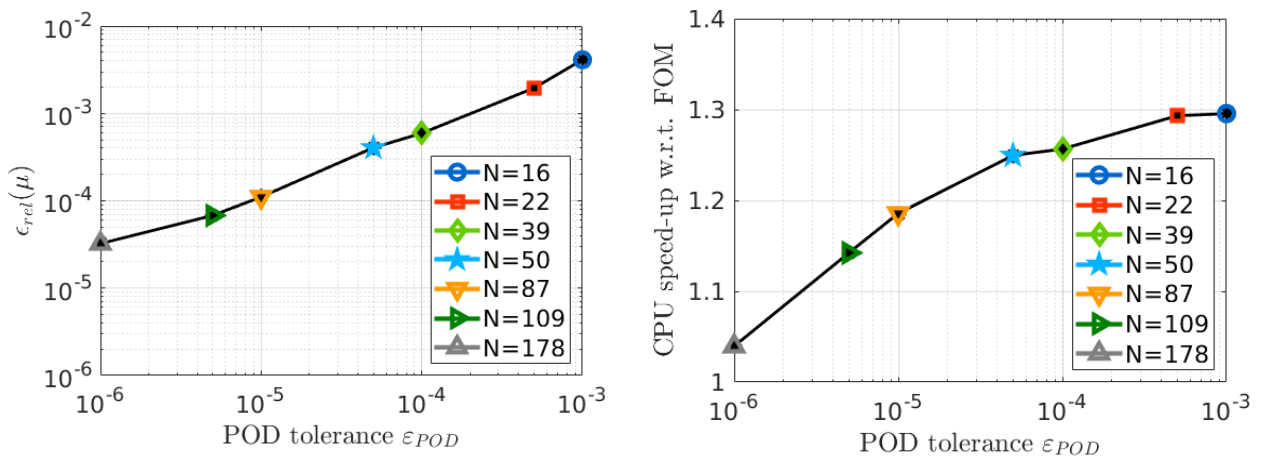 10⁻²
10⁻³
10⁻⁴
10⁻⁵
10⁻⁶
ϵ_rel(μ)
N=16
N=22
N=39
N=50
N=87
N=109
N=178
10⁻⁶ 10⁻⁵ 10⁻⁴ 10⁻³
POD tolerance ε_POD
1.4
1.3
1.2
1.1
1
CPU speed-up w.r.t. FOM
N=16
N=22
N=39
N=50
N=87
N=109
N=178
10⁻⁶ 10⁻⁵ 10⁻⁴ 10⁻³
POD tolerance ε_POD